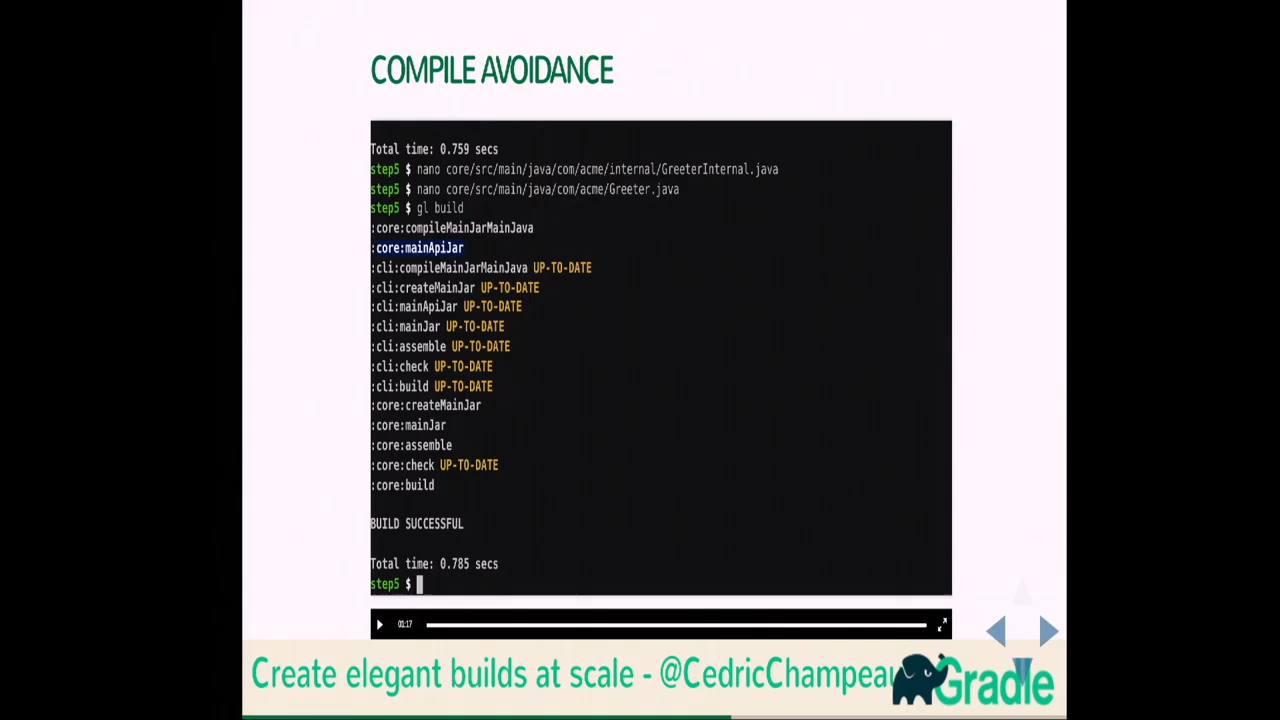 COMPILE AVOIDANCE
Total time: 0.759 secs
step5 $ nano core/src/main/java/com/acme/internal/GreeterInternal.java
step5 $ nano core/src/main/java/com/acme/Greeter.java
step5 $ gl build
:core:compileMainJarMainJava
:core:mainApiJar
:cli:compileMainJarMainJava UP-TO-DATE
:cli:createMainJar UP-TO-DATE
:cli:mainApiJar UP-TO-DATE
:cli:mainJar UP-TO-DATE
:cli:assemble UP-TO-DATE
:cli:check UP-TO-DATE
:cli:build UP-TO-DATE
:core:createMainJar
:core:mainJar
:core:assemble
:core:check UP-TO-DATE
:core:build
BUILD SUCCESSFUL
Total time: 0.785 secs
step5 $
01:17
Create elegant builds at scale - @CedricChampeau
Gradle